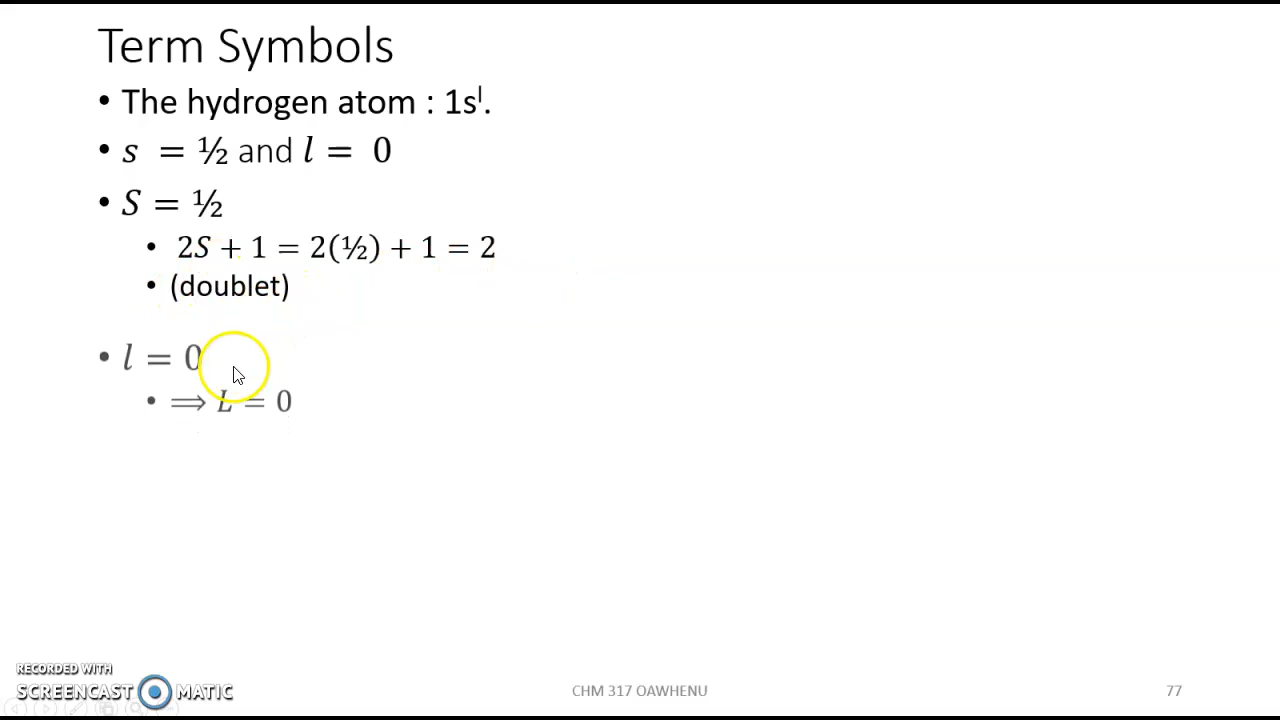 Term Symbols
• The hydrogen atom : 1sˡ.
• s = ½ and l = 0
• S = ½
• 2S + 1 = 2(½) + 1 = 2
• (doublet)
• l = 0
• ⟹ L = 0
RECORDED WITH
SCREENCAST MATIC
CHM 317 OAWHENU
77